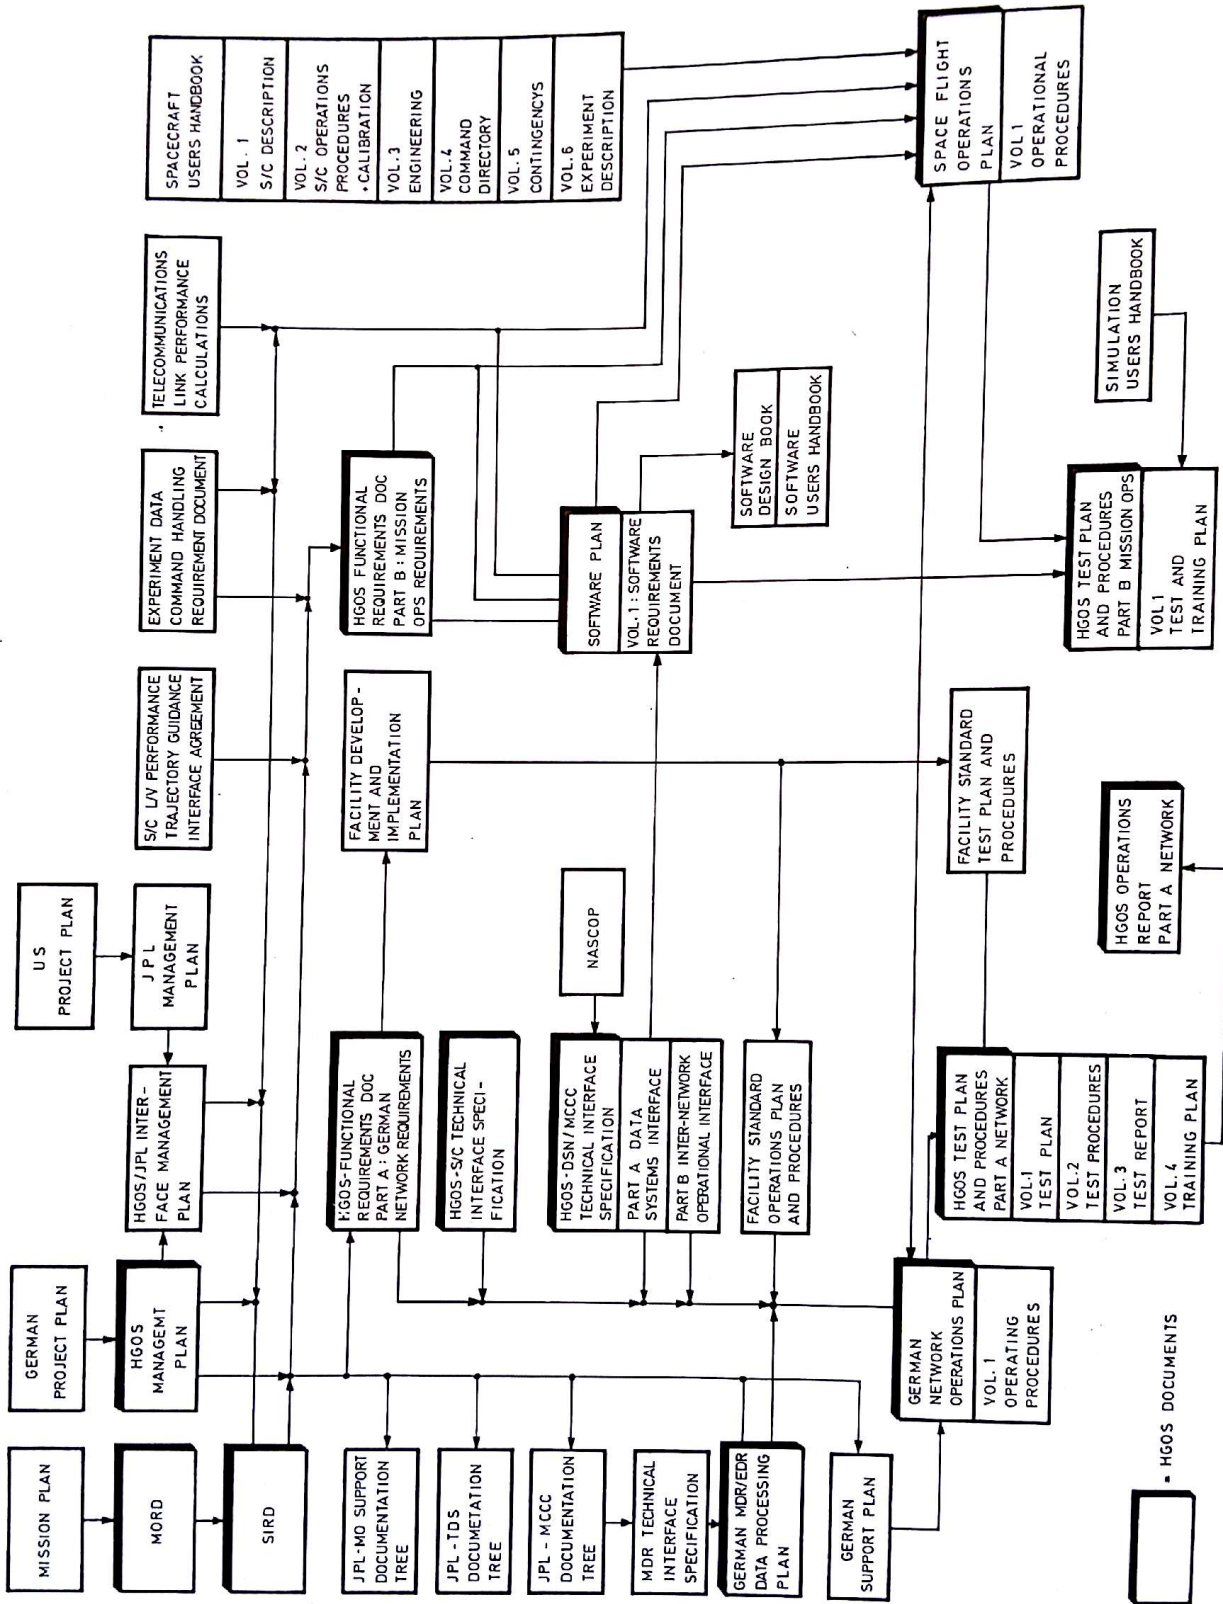 MISSION PLAN
MORD
SIRD
GERMAN
PROJECT PLAN
HGOS
MANAGEMT
PLAN
HGOS/JPL INTER-
FACE MANAGEMENT
PLAN
US
PROJECT PLAN
JPL
MANAGEMENT
PLAN
S/C L/V PERFORMANCE
TRAJECTORY GUIDANCE
INTERFACE AGREEMENT
EXPERIMENT DATA
COMMAND HANDLING
REQUIREMENT DOCUMENT
TELECOMMUNICATIONS
LINK PERFORMANCE
CALCULATIONS
SPACECRAFT
USERS HANDBOOK
VOL. 1
S/C DESCRIPTION
VOL. 2
S/C OPERATIONS
PROCEDURES
+CALIBRATION
VOL.3
ENGINEERING
VOL.4
COMMAND
DIRECTORY
VOL. 5
CONTINGENCYS
VOL.6
EXPERIMENT
DESCRIPTION
JPL-MO SUPPORT
DOCUMENTATION
TREE
JPL -TDS
DOCUMETATION
TREE
JPL - MCCC
DOCUMENTATION
TREE
MDR TECHNICAL
INTERFACE
SPECIFICATION
GERMAN MDR/EDR
DATA PROCESSING
PLAN
GERMAN
SUPPORT PLAN
HGOS-FUNCTIONAL
REQUIREMENTS DOC
PART A: GERMAN
NETWORK REQUIREMENTS
HGOS-S/C TECHNICAL
INTERFACE SPECI-
FICATION
HGOS-DSN/MCCC
TECHNICAL INTERFACE
SPECIFICATION
PART A DATA
SYSTEMS INTERFACE
PART B INTER-NETWORK
OPERATIONAL INTERFACE
NASCOP
FACILITY STANDARD
OPERATIONS PLAN
AND PROCEDURES
FACILITY DEVELOP-
MENT AND
IMPLEMENTATION
PLAN
HGOS FUNCTIONAL
REQUIREMENTS DOC
PART B: MISSION
OPS REQUIREMENTS
SOFTWARE PLAN
VOL.1: SOFTWARE
REQUIREMENTS
DOCUMENT
SOFTWARE
DESIGN BOOK
SOFTWARE
USERS HANDBOOK
GERMAN
NETWORK
OPERATIONS PLAN
VOL. 1
OPERATING
PROCEDURES
HGOS TEST PLAN
AND PROCEDURES
PART A NETWORK
VOL.1
TEST PLAN
VOL.2
TEST PROCEDURES
VOL.3
TEST REPORT
VOL.4
TRAINING PLAN
FACILITY STANDARD
TEST PLAN AND
PROCEDURES
SPACE FLIGHT
OPERATIONS
PLAN
VOL 1
OPERATIONAL
PROCEDURES
HGOS OPERATIONS
REPORT
PART A NETWORK
HGOS TEST PLAN
AND PROCEDURES
PART B MISSION OPS
VOL1
TEST AND
TRAINING PLAN
SIMULATION
USERS HANDBOOK
= HGOS DOCUMENTS